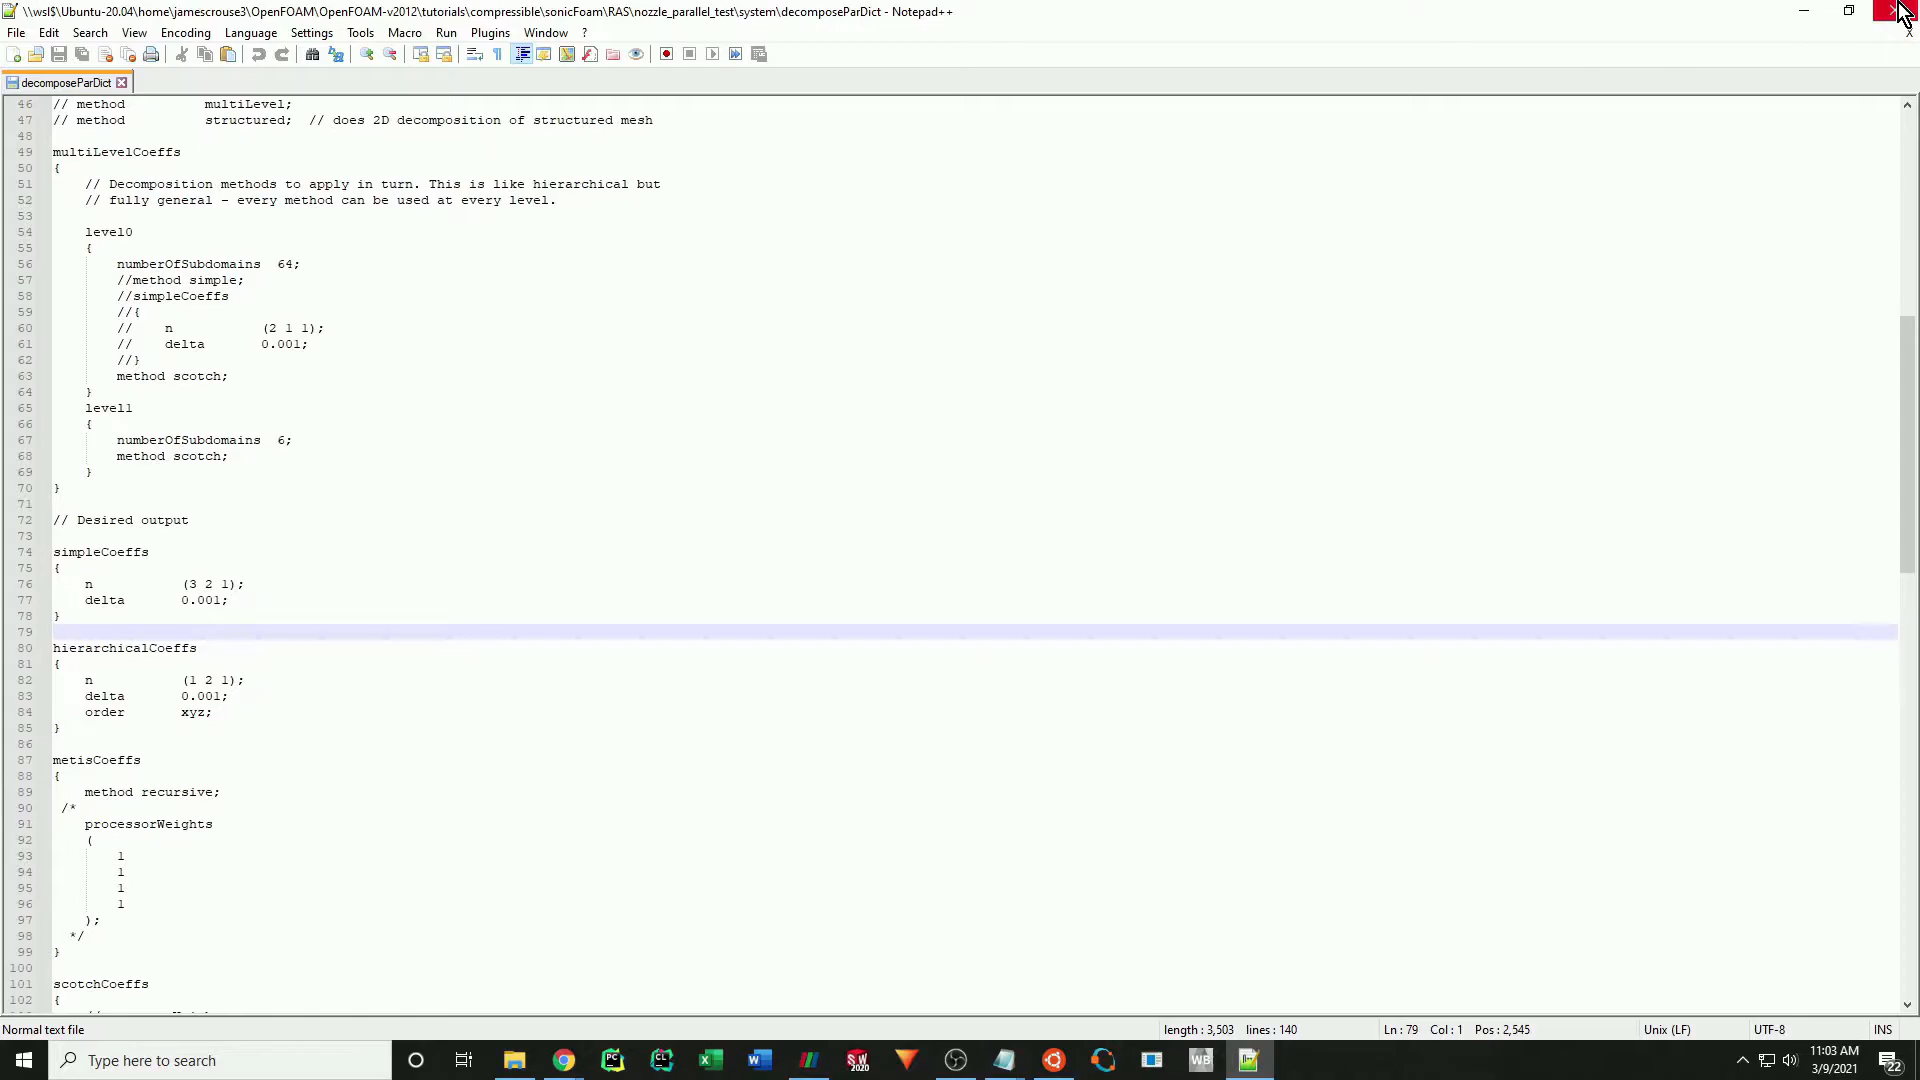 \\wsl$\Ubuntu-20.04\home\jamescrouse3\OpenFOAM\OpenFOAM-v2012\tutorials\compressible\sonicFoam\RAS\nozzle_parallel_test\system\decomposeParDict - Notepad++
File Edit Search View Encoding Language Settings Tools Macro Run Plugins Window ? X
decomposeParDict
46 // method multiLevel;
47 // method structured; // does 2D decomposition of structured mesh
48
49 multiLevelCoeffs
50 {
51 // Decomposition methods to apply in turn. This is like hierarchical but
52 // fully general - every method can be used at every level.
53
54 level0
55 {
56 numberOfSubdomains 64;
57 //method simple;
58 //simpleCoeffs
59 //{
60 // n (2 1 1);
61 // delta 0.001;
62 //}
63 method scotch;
64 }
65 level1
66 {
67 numberOfSubdomains 6;
68 method scotch;
69 }
70 }
71
72 // Desired output
73
74 simpleCoeffs
75 {
76 n (3 2 1);
77 delta 0.001;
78 }
79
80 hierarchicalCoeffs
81 {
82 n (1 2 1);
83 delta 0.001;
84 order xyz;
85 }
86
87 metisCoeffs
88 {
89 method recursive;
90 /*
91 processorWeights
92 (
93 1
94 1
95 1
96 1
97 );
98 */
99 }
100
101 scotchCoeffs
102 {
Normal text file length : 3,503 lines : 140 Ln : 79 Col : 1 Pos : 2,545 Unix (LF) UTF-8 INS
Type here to search PC CL SW 2020 WB 11:03 AM
3/9/2021 22